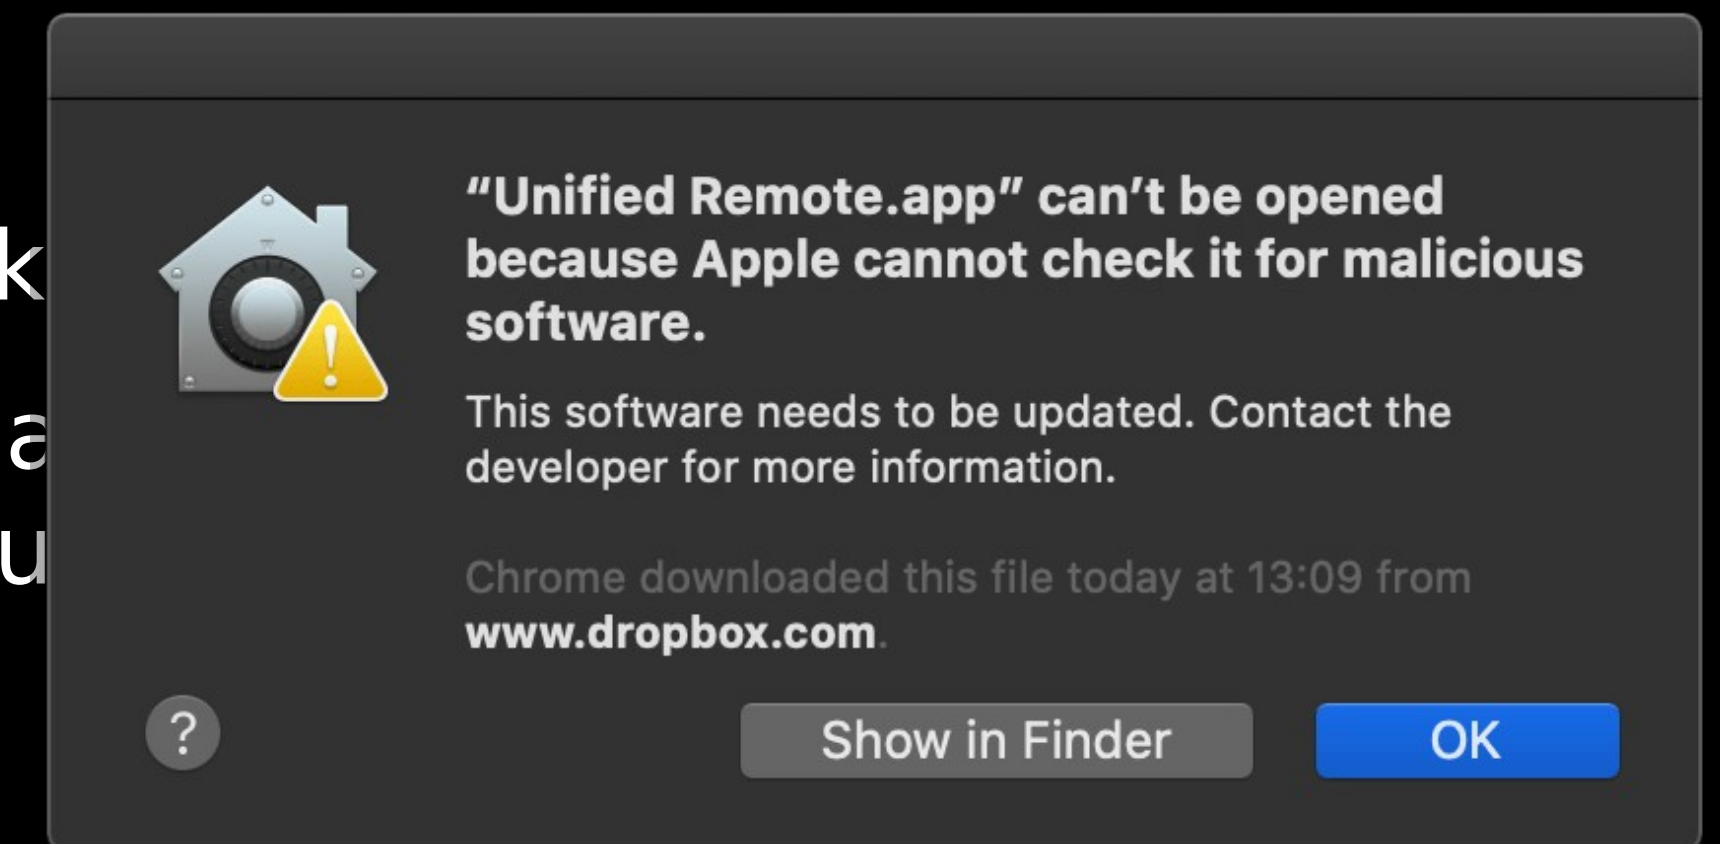 “Unified Remote.app” can’t be opened
because Apple cannot check it for malicious
software.
This software needs to be updated. Contact the
developer for more information.
Chrome downloaded this file today at 13:09 from
www.dropbox.com.
k
a
u
?
Show in Finder
OK